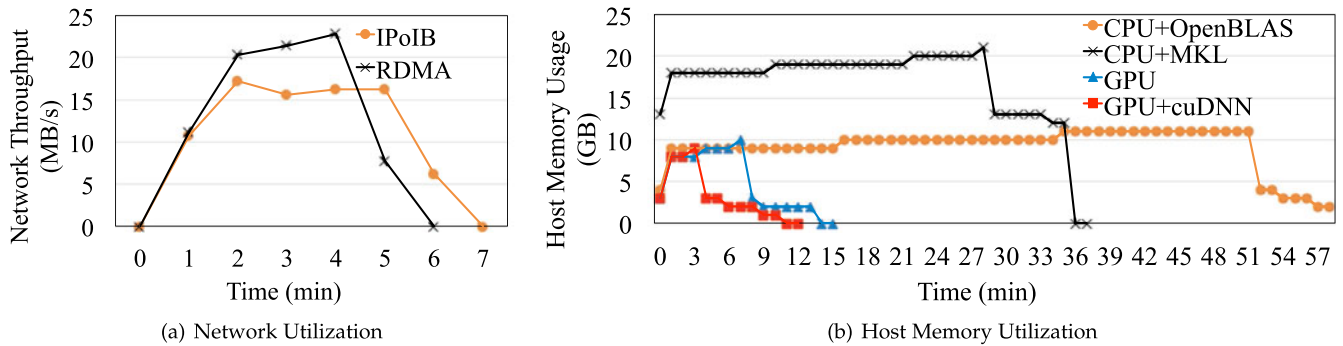 25
20
15
10
5
0
Network Throughput
(MB/s)
IPoIB
RDMA
0 1 2 3 4 5 6 7
Time (min)
(a) Network Utilization
25
20
15
10
5
0
Host Memory Usage
(GB)
CPU+OpenBLAS
CPU+MKL
GPU
GPU+cuDNN
0 3 6 9 12 15 18 21 24 27 30 33 36 39 42 45 48 51 54 57
Time (min)
(b) Host Memory Utilization